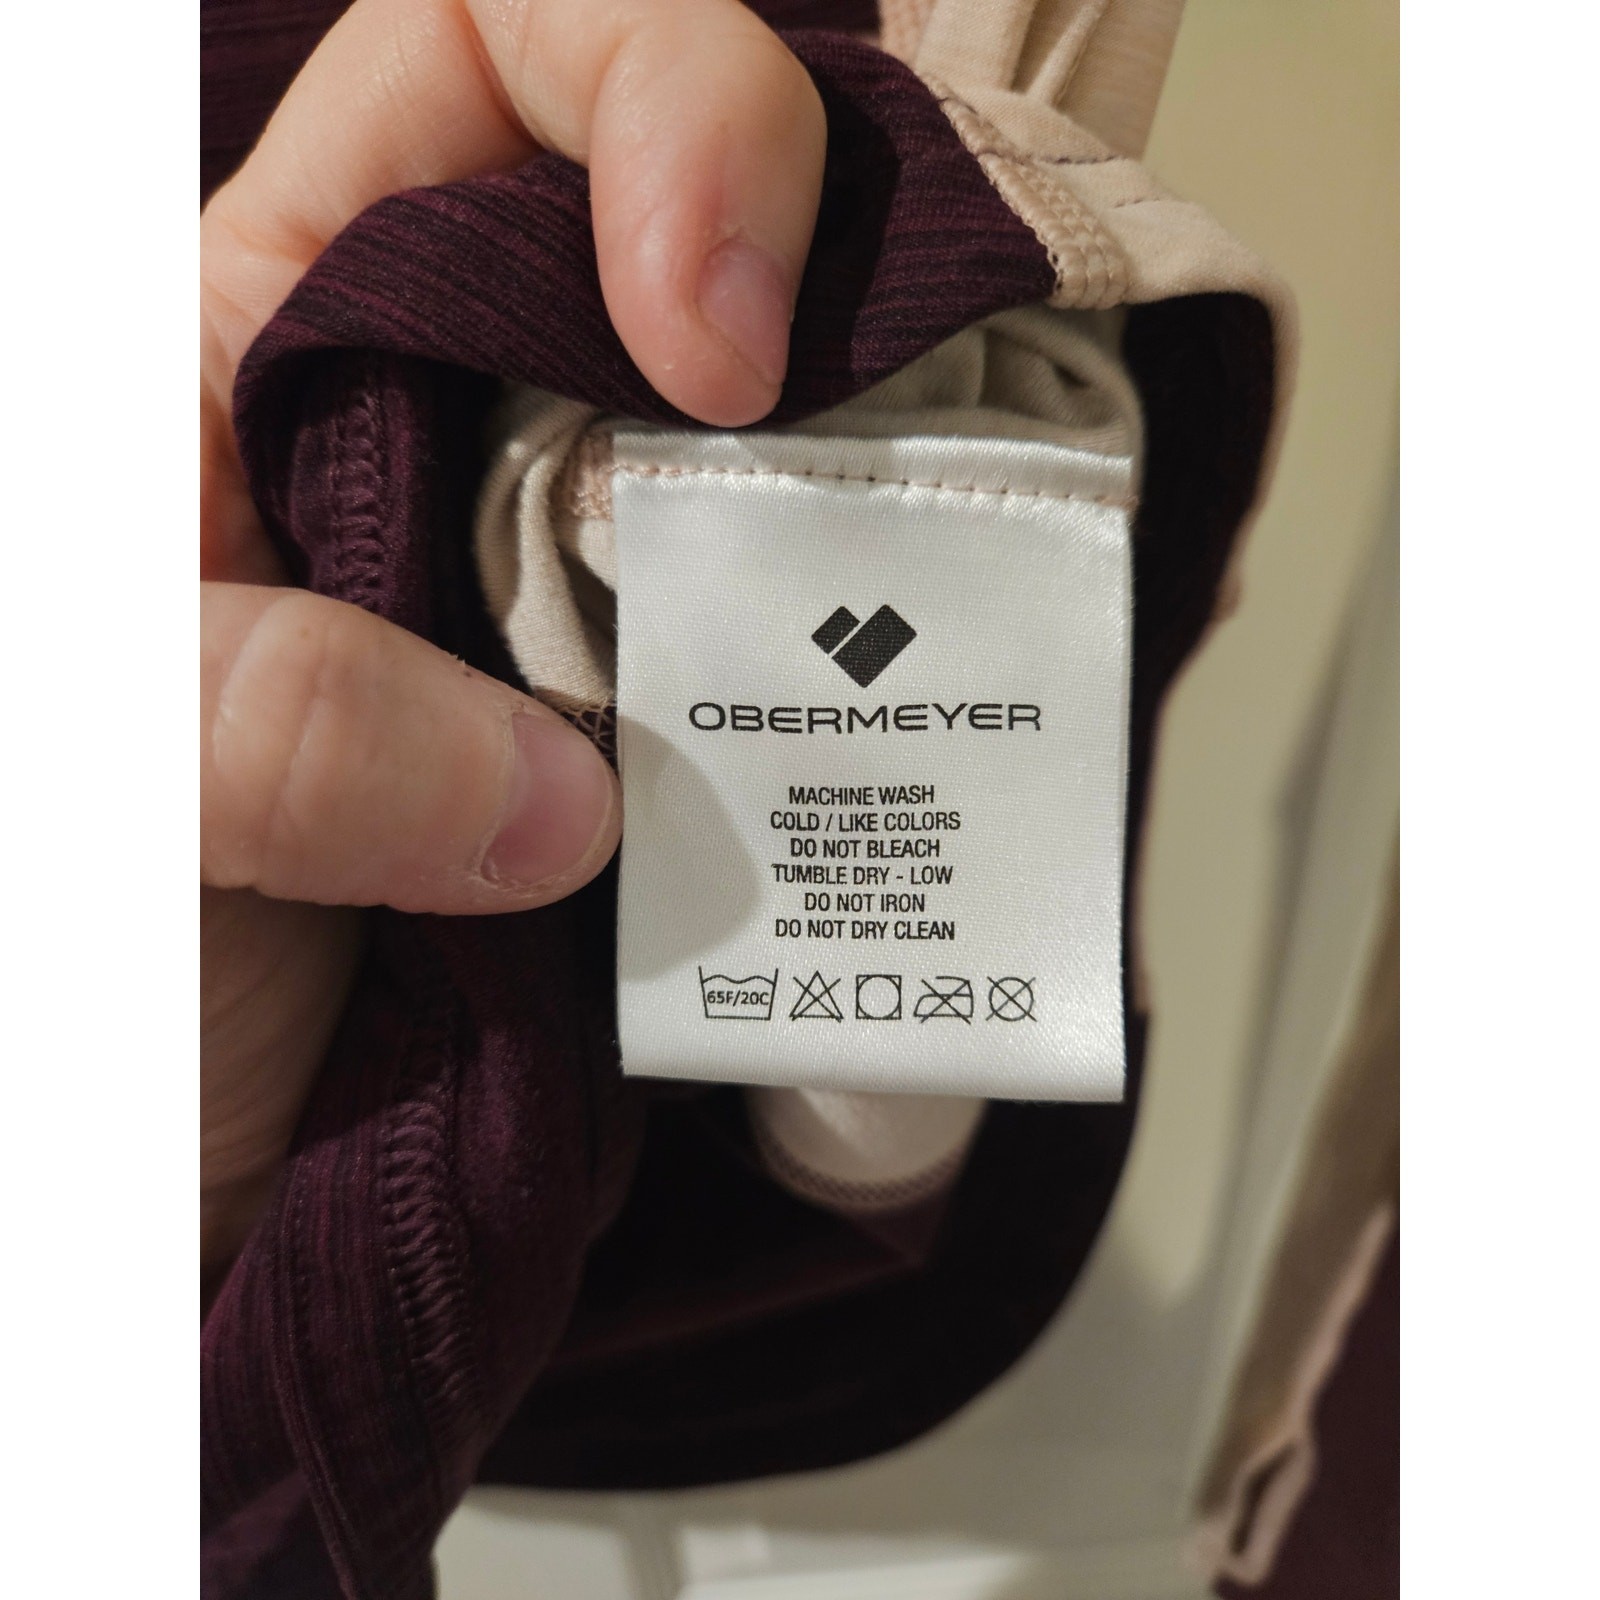 OBERMEYER
MACHINE WASH
COLD / LIKE COLORS
DO NOT BLEACH
TUMBLE DRY - LOW
DO NOT IRON
DO NOT DRY CLEAN
65F/20C